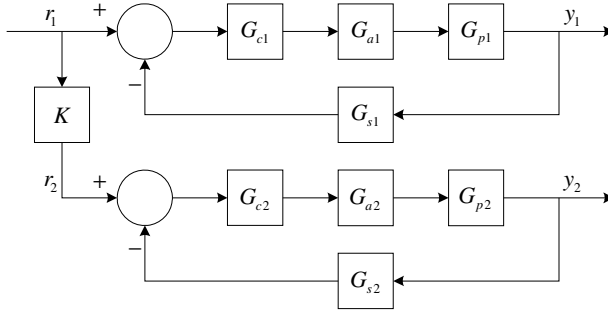 r1 + Gc1 Ga1 Gp1 y1
−
K Gs1
r2 + Gc2 Ga2 Gp2 y2
−
Gs2